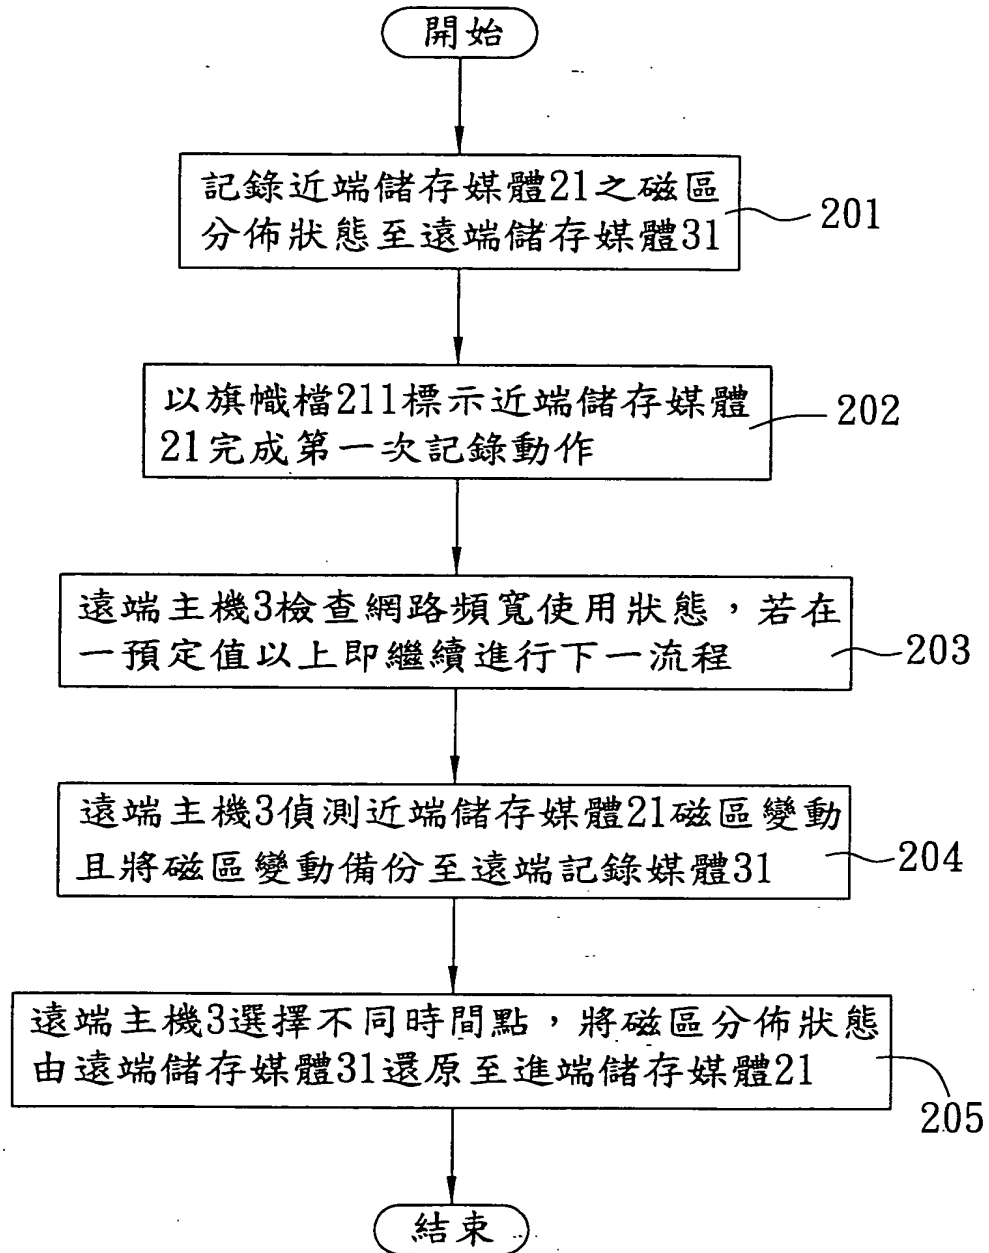 開始
記錄近端儲存媒體21之磁區
分佈狀態至遠端儲存媒體31
201
以旗幟檔211標示近端儲存媒體
21完成第一次記錄動作
202
遠端主機3檢查網路頻寬使用狀態，若在
一預定值以上即繼續進行下一流程
203
遠端主機3偵測近端儲存媒體21磁區變動
且將磁區變動備份至遠端記錄媒體31
204
遠端主機3選擇不同時間點，將磁區分佈狀態
由遠端儲存媒體31還原至進端儲存媒體21
205
結束